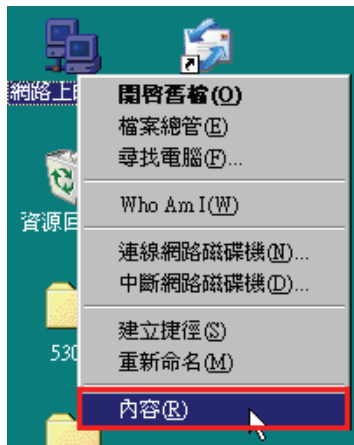 網路上
開啓舊檔(O)
檔案總管(E)
尋找電腦(F)...
Who Am I(W)
資源回
連線網路磁碟機(N)...
中斷網路磁碟機(D)...
建立捷徑(S)
530
重新命名(M)
內容(R)